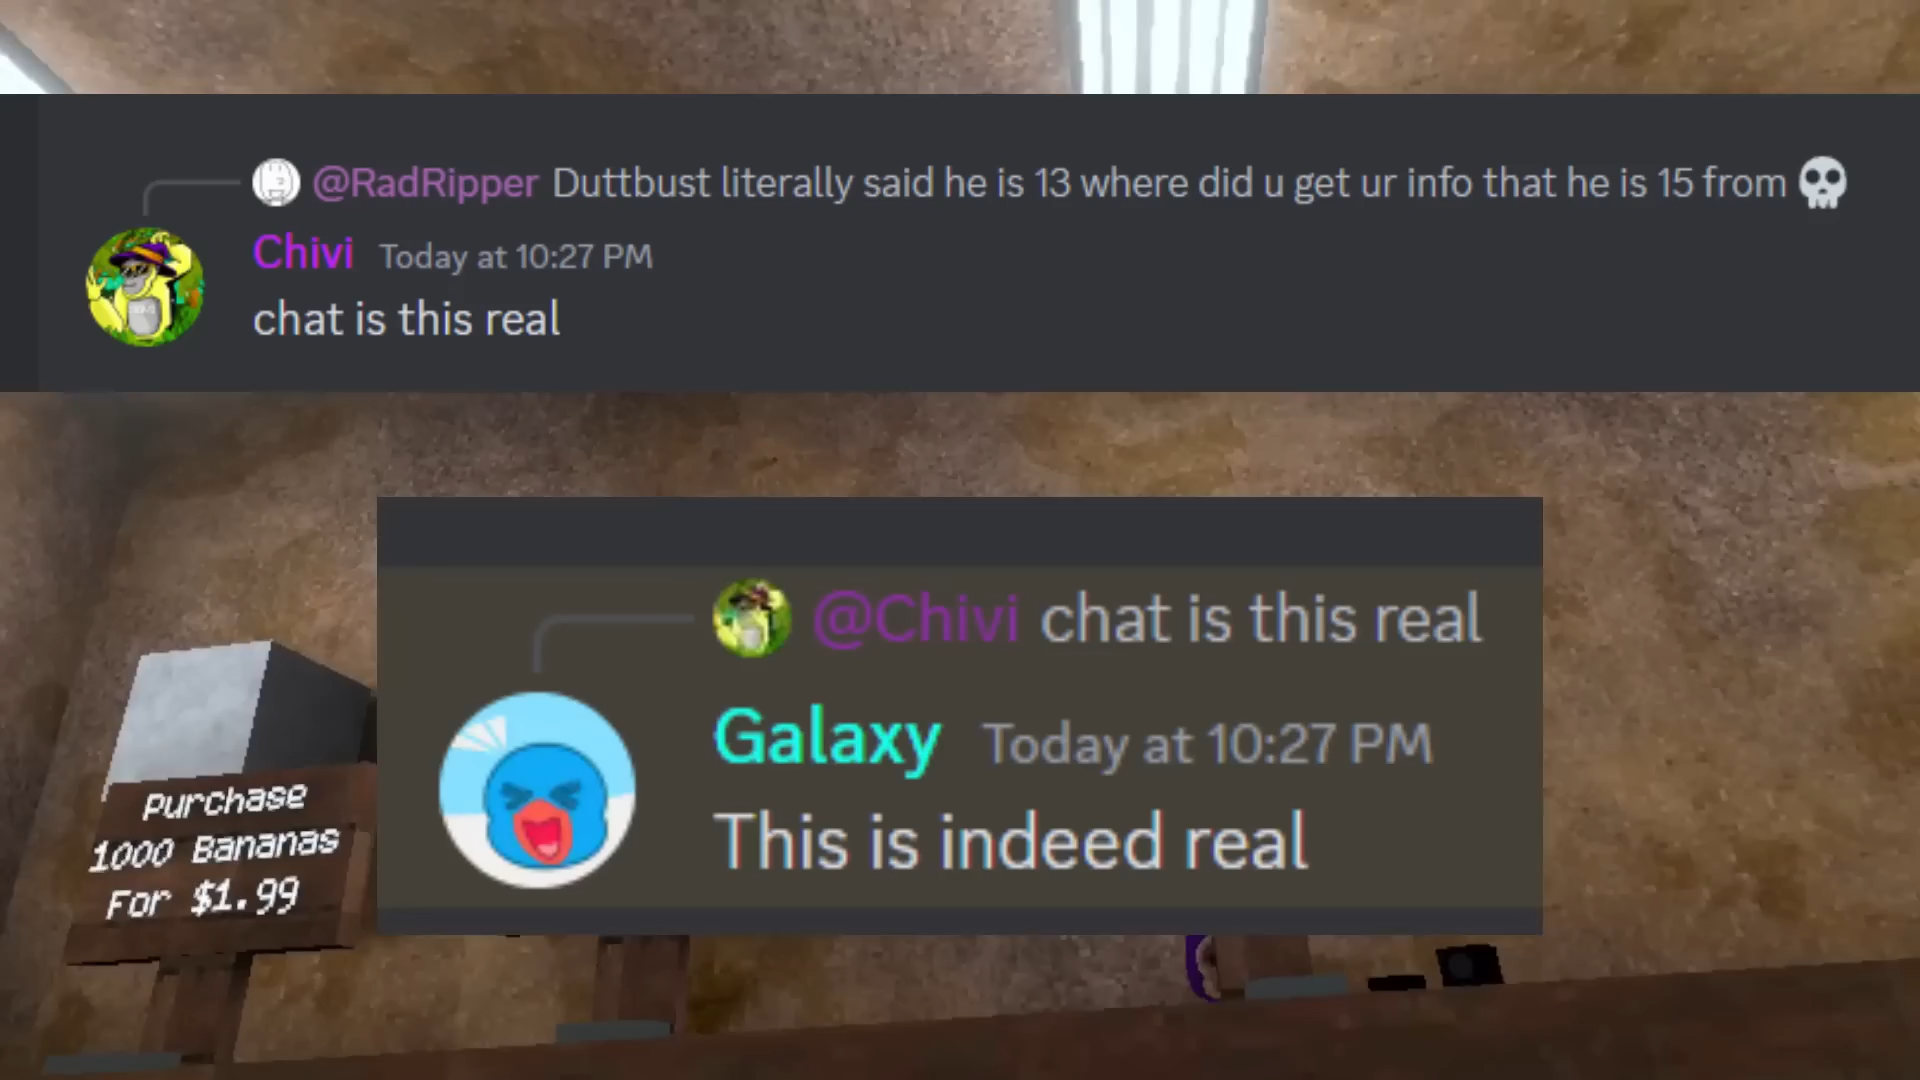 @RadRipper Duttbust literally said he is 13 where did u get ur info that he is 15 from 💀
Chivi Today at 10:27 PM
chat is this real
@Chivi chat is this real
Galaxy Today at 10:27 PM
This is indeed real
Purchase
1000 Bananas
For $1.99